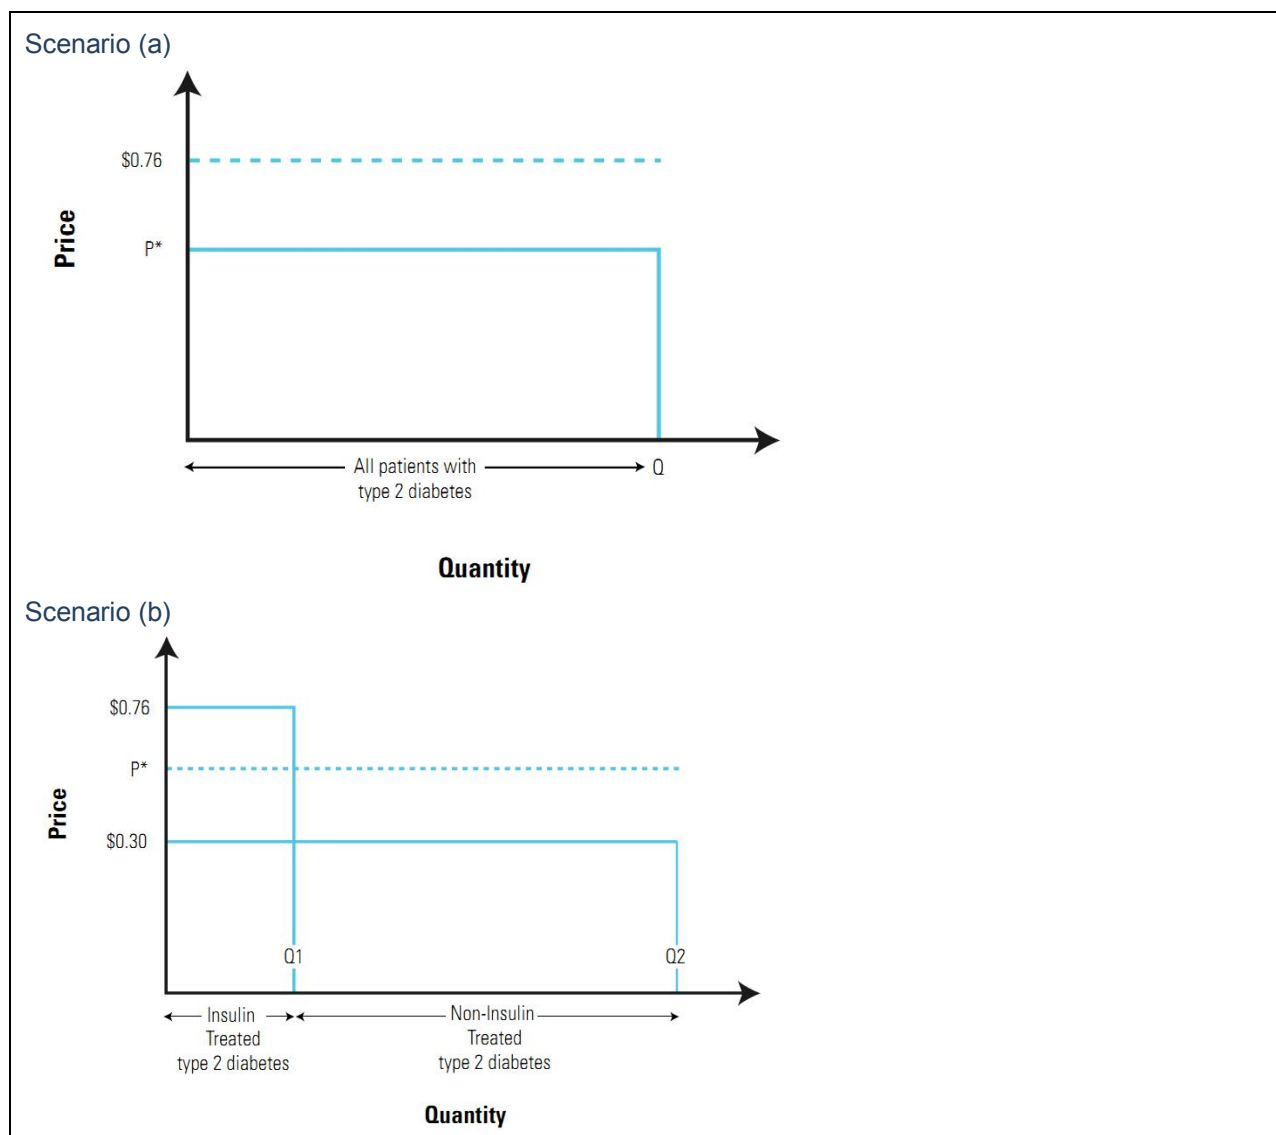 Scenario (a)
$0.76
P*
Price
All patients with
type 2 diabetes
Q
Quantity
Scenario (b)
$0.76
P*
$0.30
Price
Q1
Q2
Insulin
Treated
type 2 diabetes
Non-Insulin
Treated
type 2 diabetes
Quantity